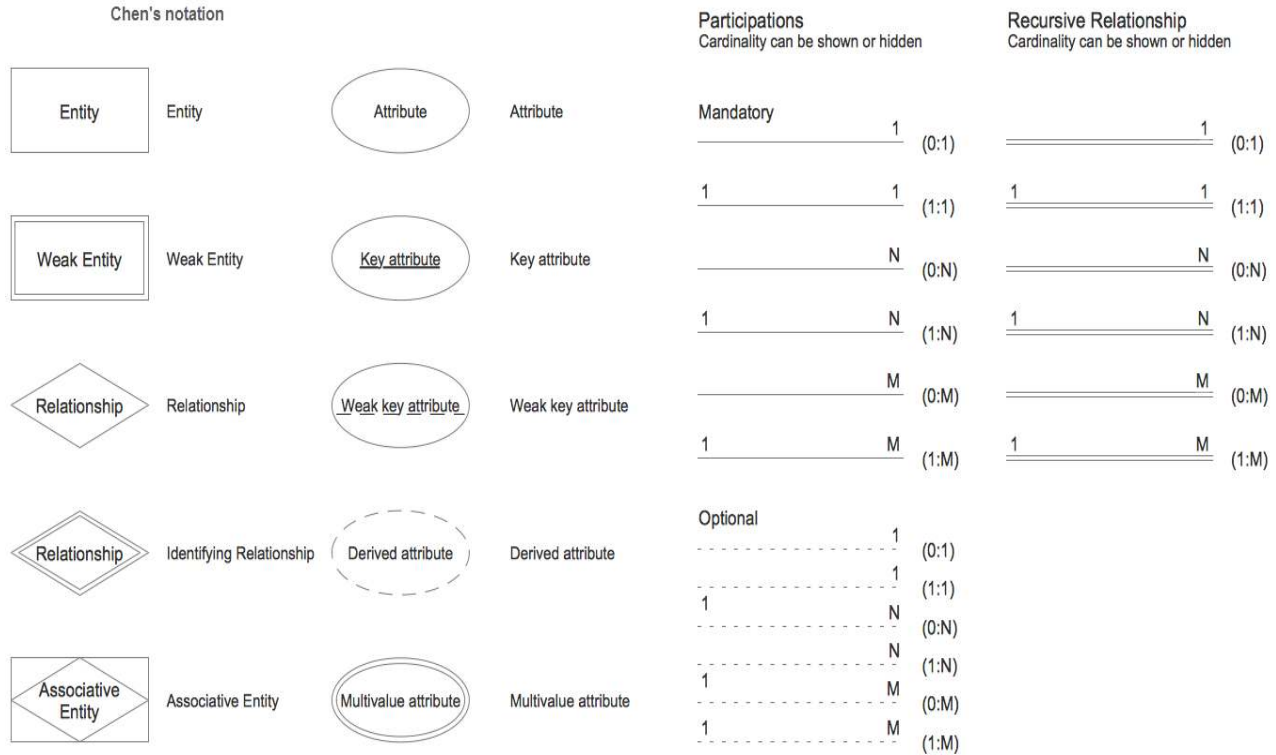 Chen's notation
Entity
Entity
Attribute
Attribute
Weak Entity
Weak Entity
Key attribute
Key attribute
Relationship
Relationship
Weak key attribute
Weak key attribute
Relationship
Identifying Relationship
Derived attribute
Derived attribute
Associative
Entity
Associative Entity
Multivalue attribute
Multivalue attribute
Participations
Cardinality can be shown or hidden
Mandatory
1 (0:1)
1 1 (1:1)
N (0:N)
1 N (1:N)
M (0:M)
1 M (1:M)
Optional
1 (0:1)
1 (1:1)
1 N (0:N)
N (1:N)
1 M (0:M)
1 M (1:M)
Recursive Relationship
Cardinality can be shown or hidden
1 (0:1)
1 1 (1:1)
N (0:N)
1 N (1:N)
M (0:M)
1 M (1:M)